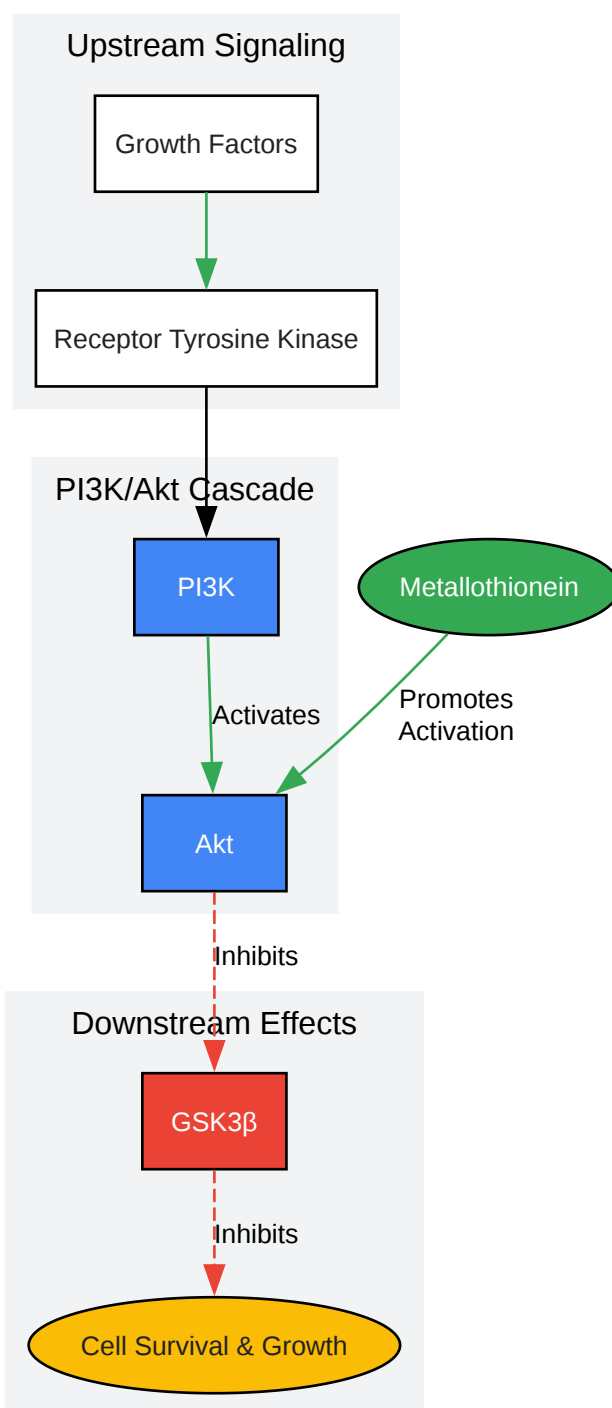 Upstream Signaling
Growth Factors
Receptor Tyrosine Kinase
PI3K/Akt Cascade
PI3K
Metallothionein
Activates
Promotes
Activation
Akt
Inhibits
Downstream Effects
GSK3β
Inhibits
Cell Survival & Growth